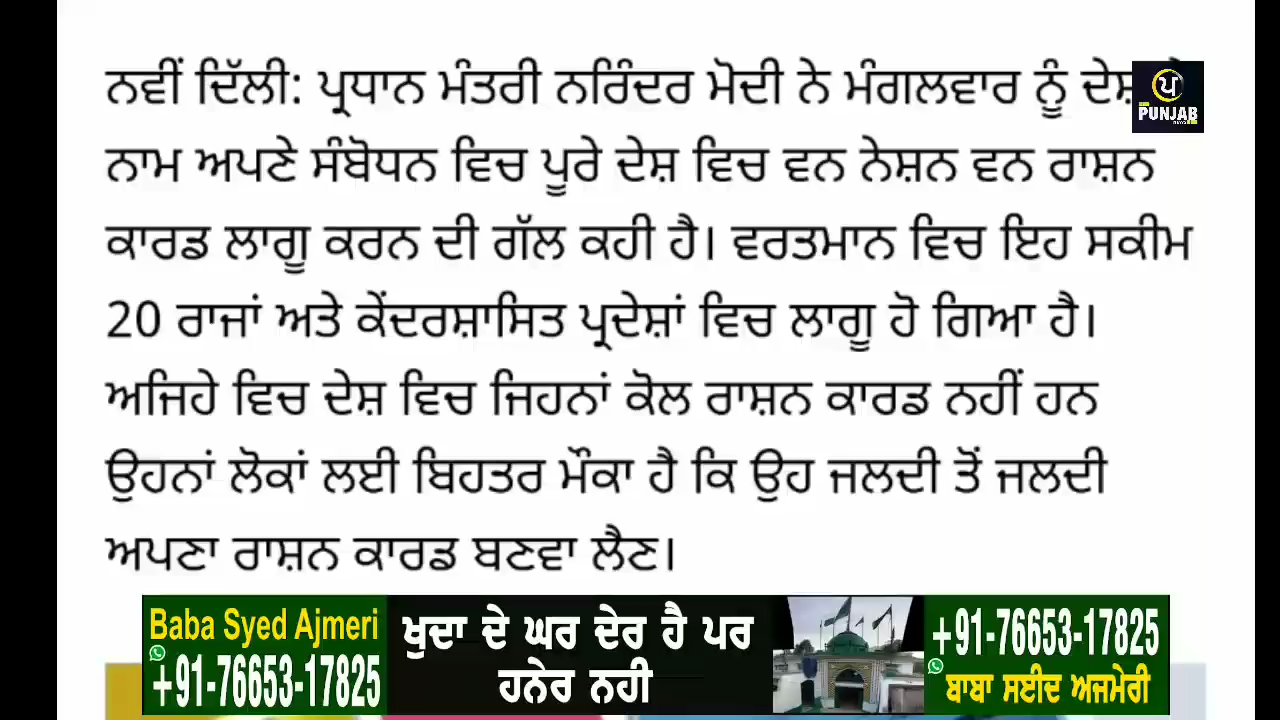 ਨਵੀਂ ਦਿੱਲੀ: ਪ੍ਰਧਾਨ ਮੰਤਰੀ ਨਰਿੰਦਰ ਮੋਦੀ ਨੇ ਮੰਗਲਵਾਰ ਨੂੰ ਦੇਸ਼
ਪ
PUNJAB
ਨਾਮ ਅਪਣੇ ਸੰਬੋਧਨ ਵਿਚ ਪੂਰੇ ਦੇਸ਼ ਵਿਚ ਵਨ ਨੇਸ਼ਨ ਵਨ ਰਾਸ਼ਨ
ਕਾਰਡ ਲਾਗੂ ਕਰਨ ਦੀ ਗੱਲ ਕਹੀ ਹੈ। ਵਰਤਮਾਨ ਵਿਚ ਇਹ ਸਕੀਮ
20 ਰਾਜਾਂ ਅਤੇ ਕੇਂਦਰਸ਼ਾਸਿਤ ਪ੍ਰਦੇਸ਼ਾਂ ਵਿਚ ਲਾਗੂ ਹੋ ਗਿਆ ਹੈ।
ਅਜਿਹੇ ਵਿਚ ਦੇਸ਼ ਵਿਚ ਜਿਹਨਾਂ ਕੋਲ ਰਾਸ਼ਨ ਕਾਰਡ ਨਹੀਂ ਹਨ
ਉਹਨਾਂ ਲੋਕਾਂ ਲਈ ਬਿਹਤਰ ਮੌਕਾ ਹੈ ਕਿ ਉਹ ਜਲਦੀ ਤੋਂ ਜਲਦੀ
ਅਪਣਾ ਰਾਸ਼ਨ ਕਾਰਡ ਬਣਵਾ ਲੈਣ।
Baba Syed Ajmeri
+91-76653-17825
ਖੁਦਾ ਦੇ ਘਰ ਦੇਰ ਹੈ ਪਰ
ਹਨੇਰ ਨਹੀ
+91-76653-17825
ਬਾਬਾ ਸਈਦ ਅਜਮੇਰੀ